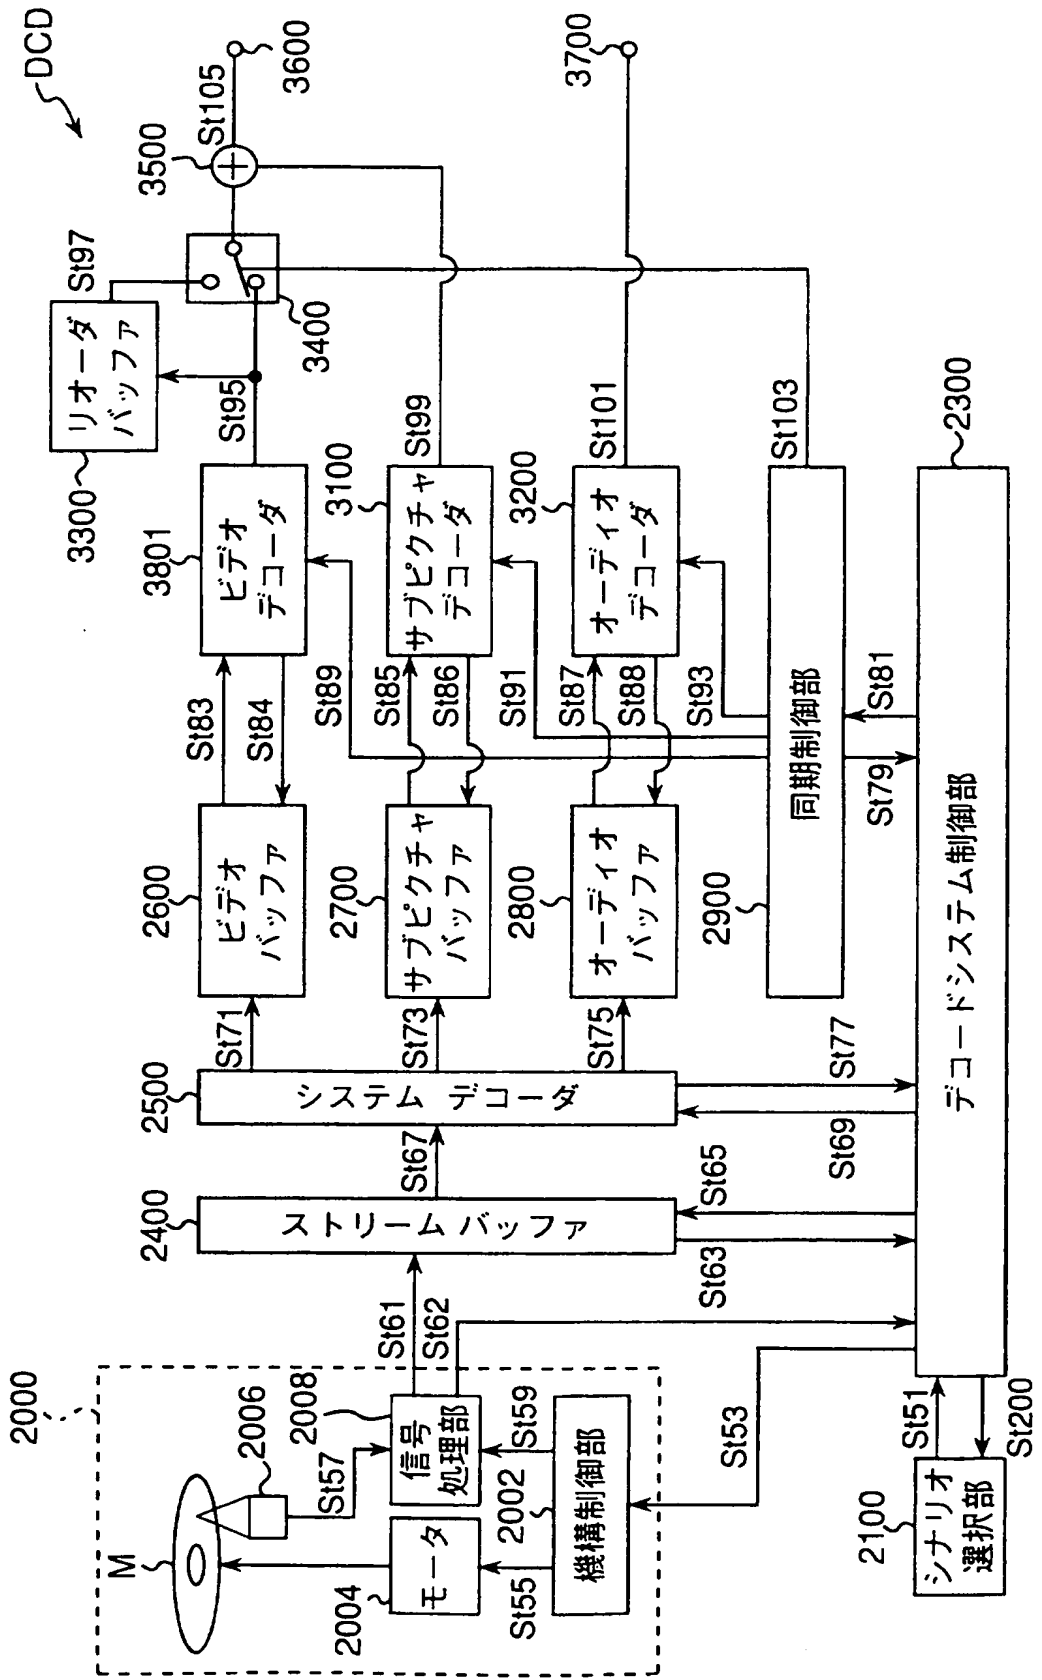 DCD
2000
M
2006
St57
2008
信号
処理部
2004
モータ
St55
2002
St59
機構制御部
St61
St62
St53
2100
シナリオ
選択部
St51
St200
2400
ストリーム バッファ
St63
St65
St67
2500
システム デコーダ
St69
St77
St71
St73
St75
2600
ビデオ
バッファ
2700
サブピクチャ
バッファ
2800
オーディオ
バッファ
St83
St84
St89
St85
St86
St91
St87
St88
St93
3801
ビデオ
デコーダ
3100
サブピクチャ
デコーダ
3200
オーディオ
デコーダ
2900
同期制御部
St79
St81
2300
デコードシステム制御部
3300
リオーダ
バッファ
St95
St97
3400
St99
St101
St103
3500
St105
3600
3700